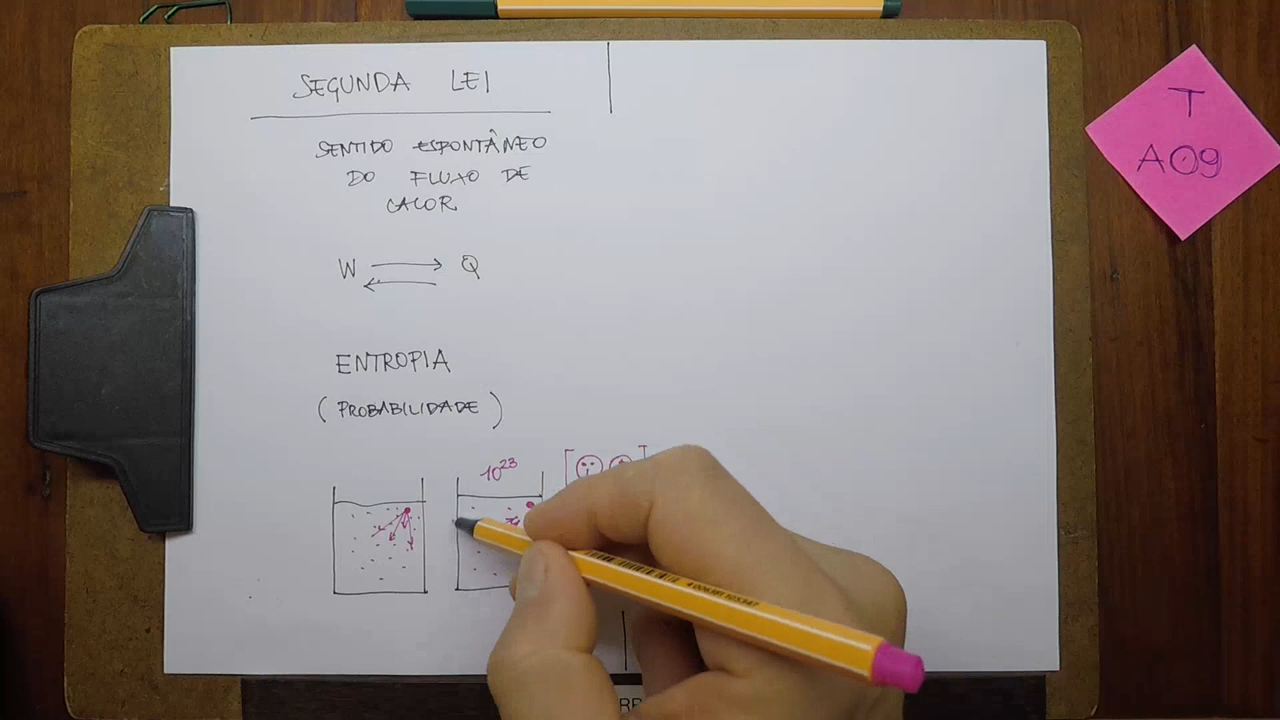 SEGUNDA LEI
SENTIDO ESPONTÂNEO
DO FLUXO DE
CALOR
W Q
ENTROPIA
(PROBABILIDADE)
10²³
T
A09